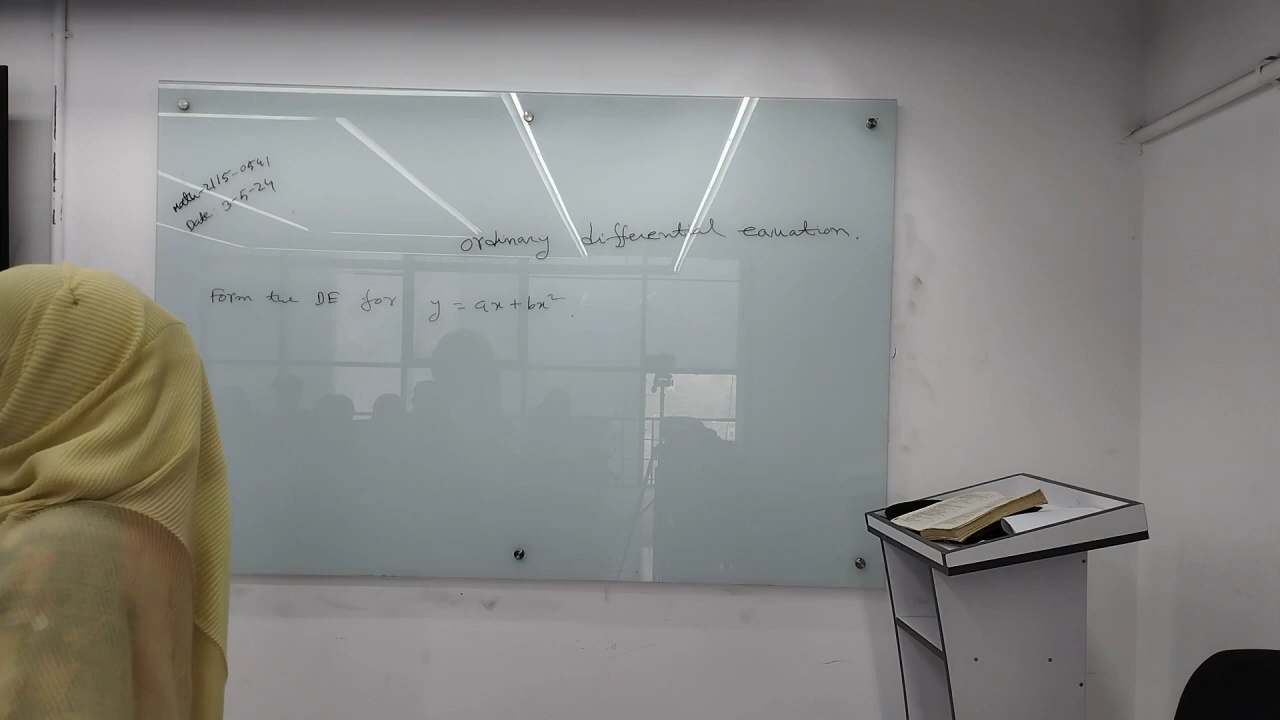 Math-2115-0541
Date: 3-5-24
ordinary differential equation.
Form the DE for y = ax + bx².